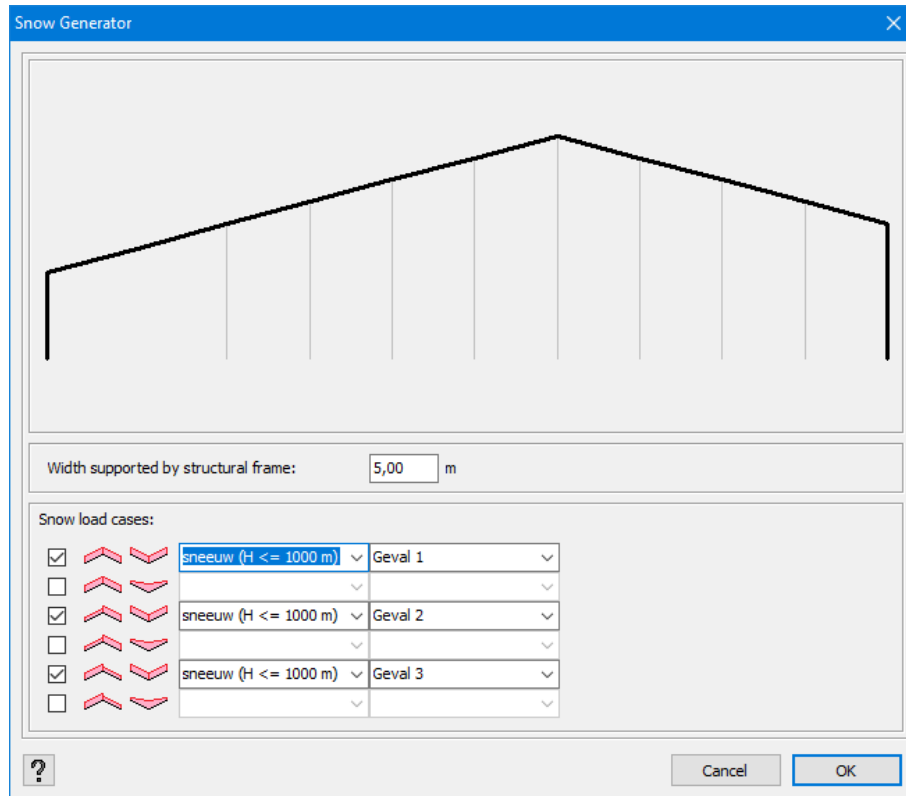 Snow Generator
Width supported by structural frame: 5,00 m
Snow load cases:
sneeuw (H <= 1000 m) Geval 1
sneeuw (H <= 1000 m) Geval 2
sneeuw (H <= 1000 m) Geval 3
? Cancel OK